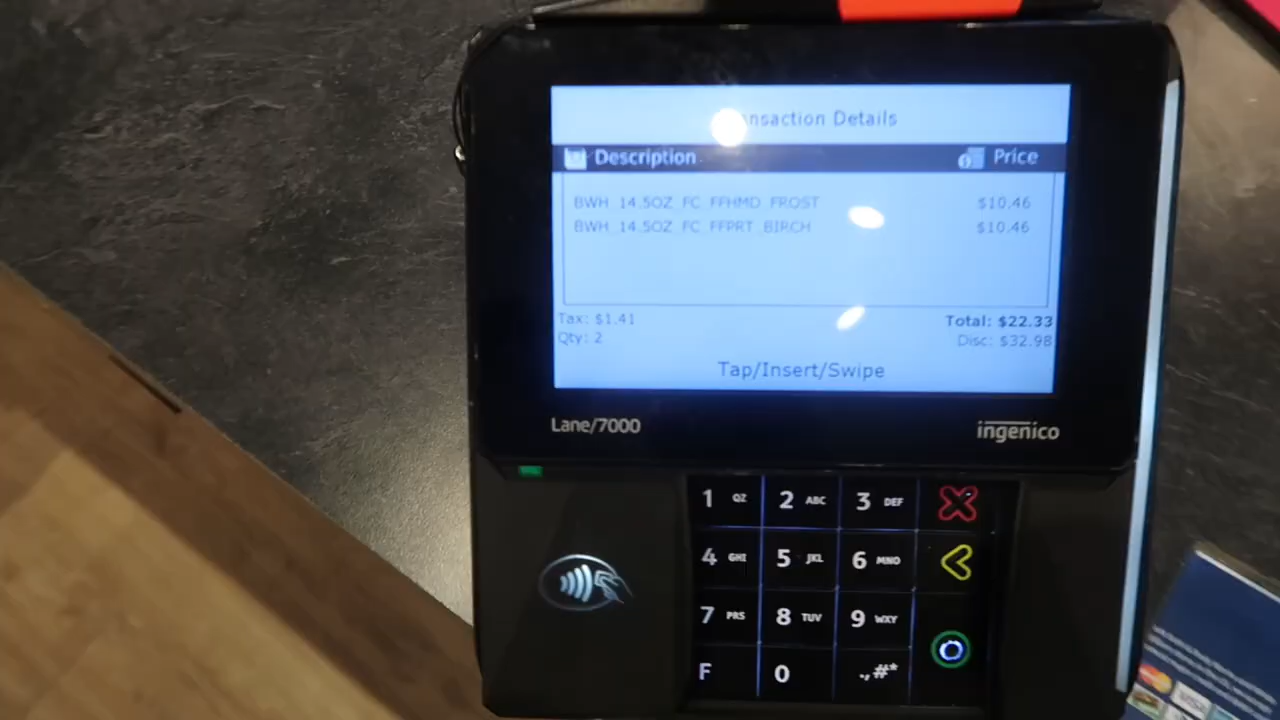 nsaction Details
Description Price
BWH 14.5OZ FC FFHMD FROST $10.46
BWH 14.5OZ FC FFPRT BIRCH $10.46
Tax: $1.41 Total: $22.33
Qty: 2 Disc: $32.98
Tap/Insert/Swipe
Lane/7000 ingenico
1 QZ 2 ABC 3 DEF
4 GHI 5 JKL 6 MNO
7 PRS 8 TUV 9 WXY
F 0 .,#*
VISA